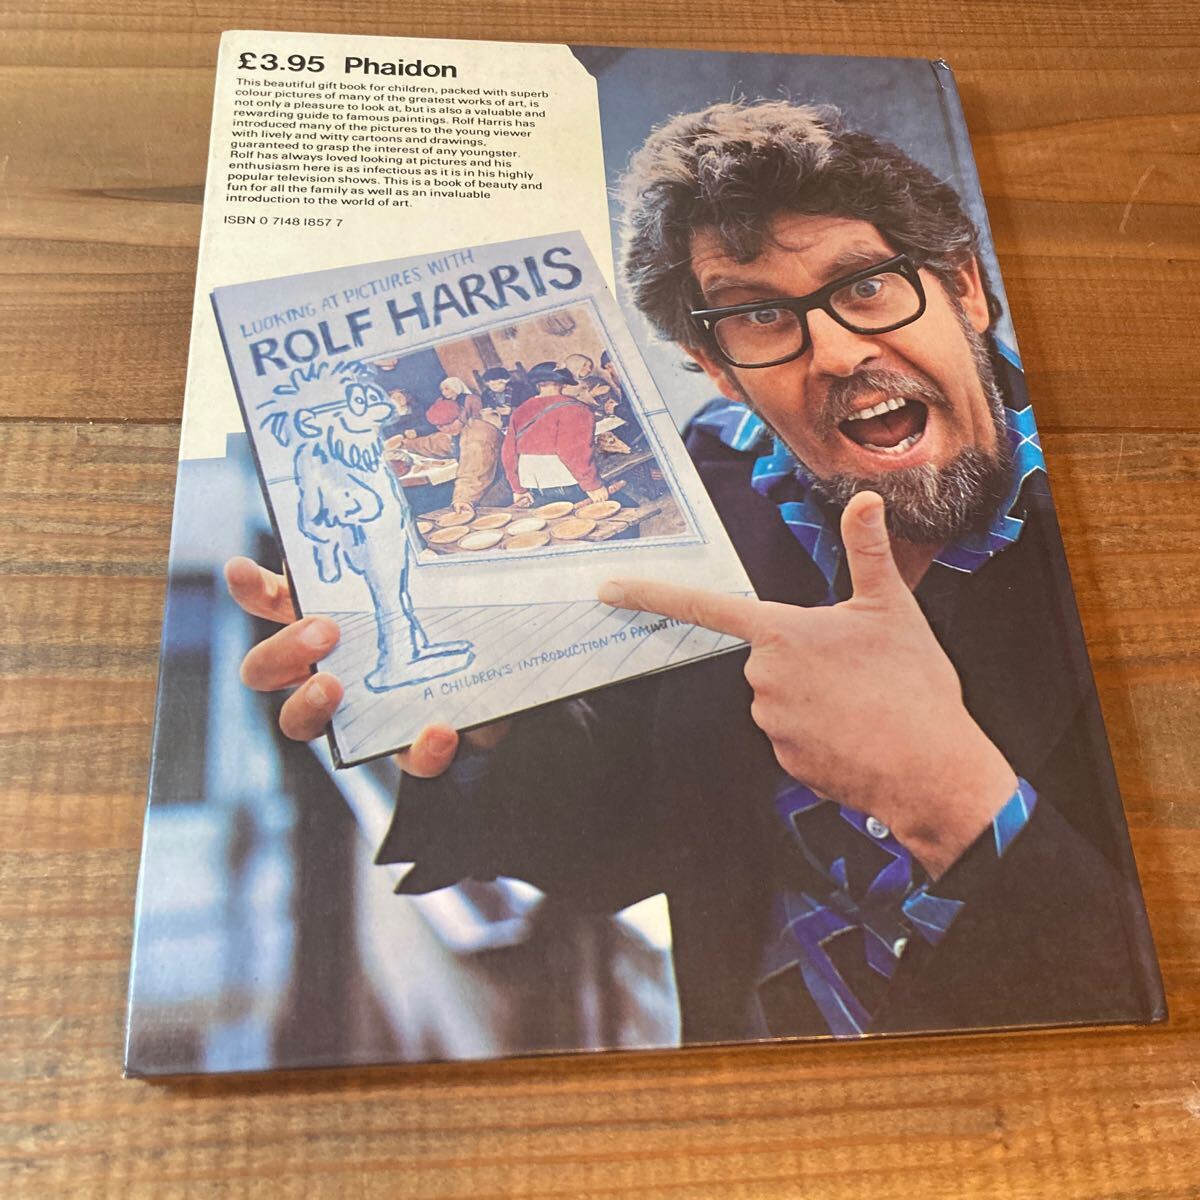 £3.95 Phaidon
This beautiful gift book for children, packed with superb
colour pictures of many of the greatest works of art, is
not only a pleasure to look at, but is also a valuable and
rewarding guide to famous paintings. Rolf Harris has
introduced many of the pictures to the young viewer
with lively and witty cartoons and drawings,
guaranteed to grasp the interest of any youngster.
Rolf has always loved looking at pictures and his
enthusiasm here is as infectious as it is in his highly
popular television shows. This is a book of beauty and
fun for all the family as well as an invaluable
introduction to the world of art.
ISBN 0 7148 1857 7
LOOKING AT PICTURES WITH
ROLF HARRIS
A CHILDREN'S INTRODUCTION TO